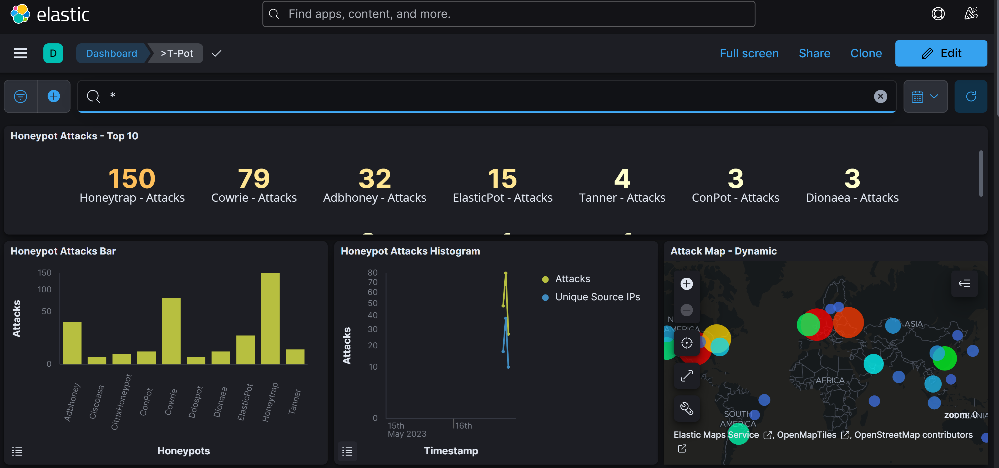 elastic
Find apps, content, and more.
D
Dashboard
>T-Pot
Full screen
Share
Clone
Edit
*
Honeypot Attacks - Top 10
150
79
32
15
4
3
3
Honeytrap - Attacks
Cowrie - Attacks
Adbhoney - Attacks
ElasticPot - Attacks
Tanner - Attacks
ConPot - Attacks
Dionaea - Attacks
Honeypot Attacks Bar
150
100
50
0
Attacks
Adbhoney
Ciscoasa
CitrixHoneypot
ConPot
Cowrie
Ddospot
Dionaea
ElasticPot
Honeytrap
Tanner
Honeypots
Honeypot Attacks Histogram
80
70
60
50
40
30
20
10
0
Attacks
Attacks
Unique Source IPs
15th
May 2023
16th
Timestamp
Attack Map - Dynamic
N
AMERICA
ASIA
AFRICA
SOUTH
AMERICA
zoom: 0
Elastic Maps Service , OpenMapTiles , OpenStreetMap contributors